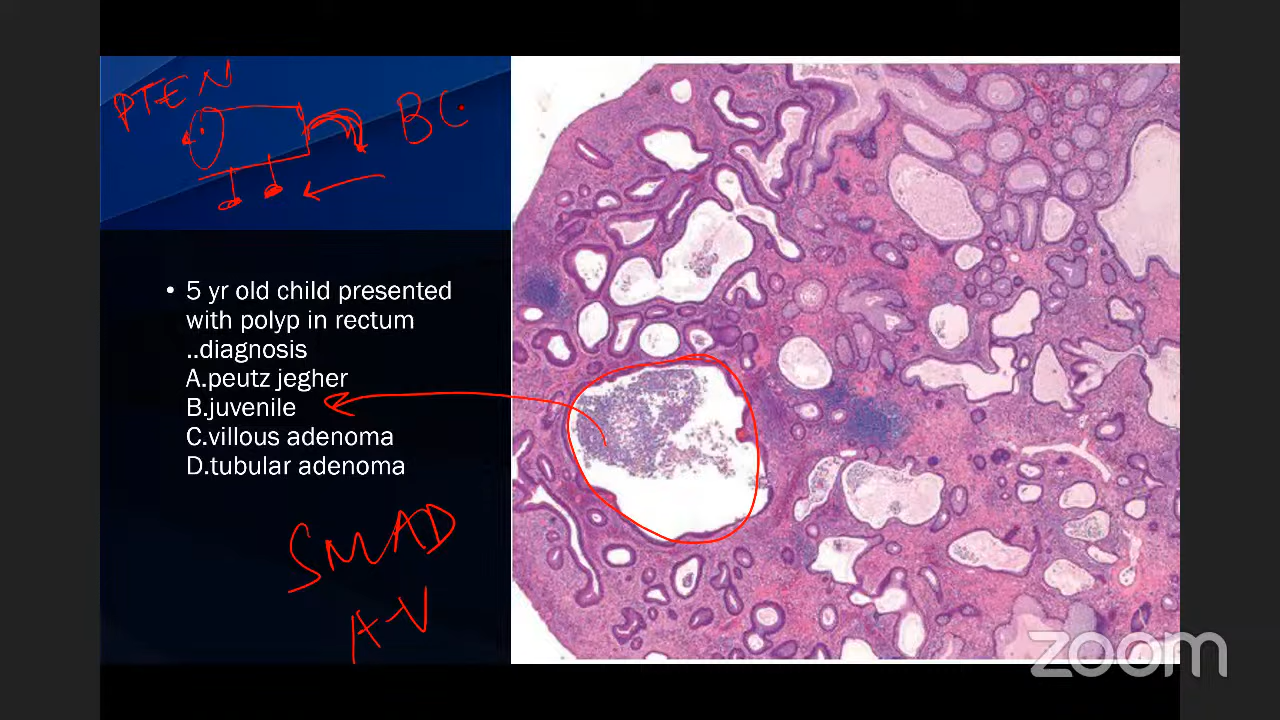 PTEN
BC
• 5 yr old child presented
with polyp in rectum
..diagnosis
A.peutz jegher
B.juvenile
C.villous adenoma
D.tubular adenoma
SMAD
A-V
zoom